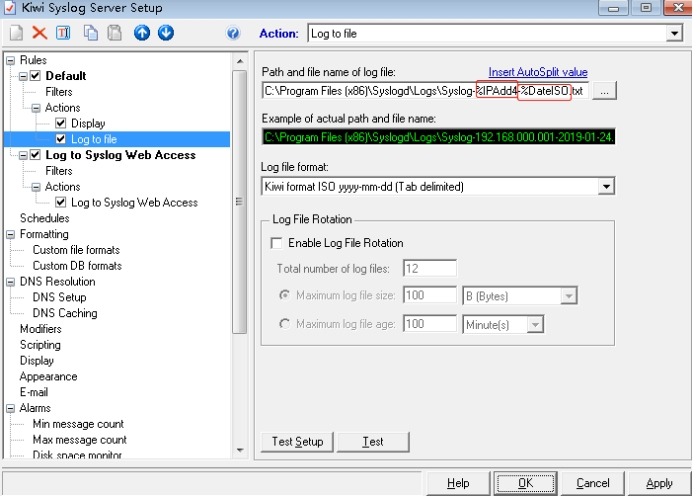 Kiwi Syslog Server Setup
Action: Log to file
Rules
Default
Filters
Actions
Display
Log to file
Log to Syslog Web Access
Filters
Actions
Log to Syslog Web Access
Schedules
Formatting
Custom file formats
Custom DB formats
DNS Resolution
DNS Setup
DNS Caching
Modifiers
Scripting
Display
Appearance
E-mail
Alarms
Min message count
Max message count
Disk space monitor
Path and file name of log file: Insert AutoSplit value
C:\Program Files (x86)\Syslogd\Logs\Syslog-%IPAdd4-%DateISO.txt ...
Example of actual path and file name:
C:\Program Files (x86)\Syslogd\Logs\Syslog-192.168.000.001-2019-01-24.
Log file format:
Kiwi format ISO yyyy-mm-dd (Tab delimited)
Log File Rotation
Enable Log File Rotation
Total number of log files: 12
Maximum log file size: 100 B (Bytes)
Maximum log file age: 100 Minute(s)
Test Setup Test
Help OK Cancel Apply